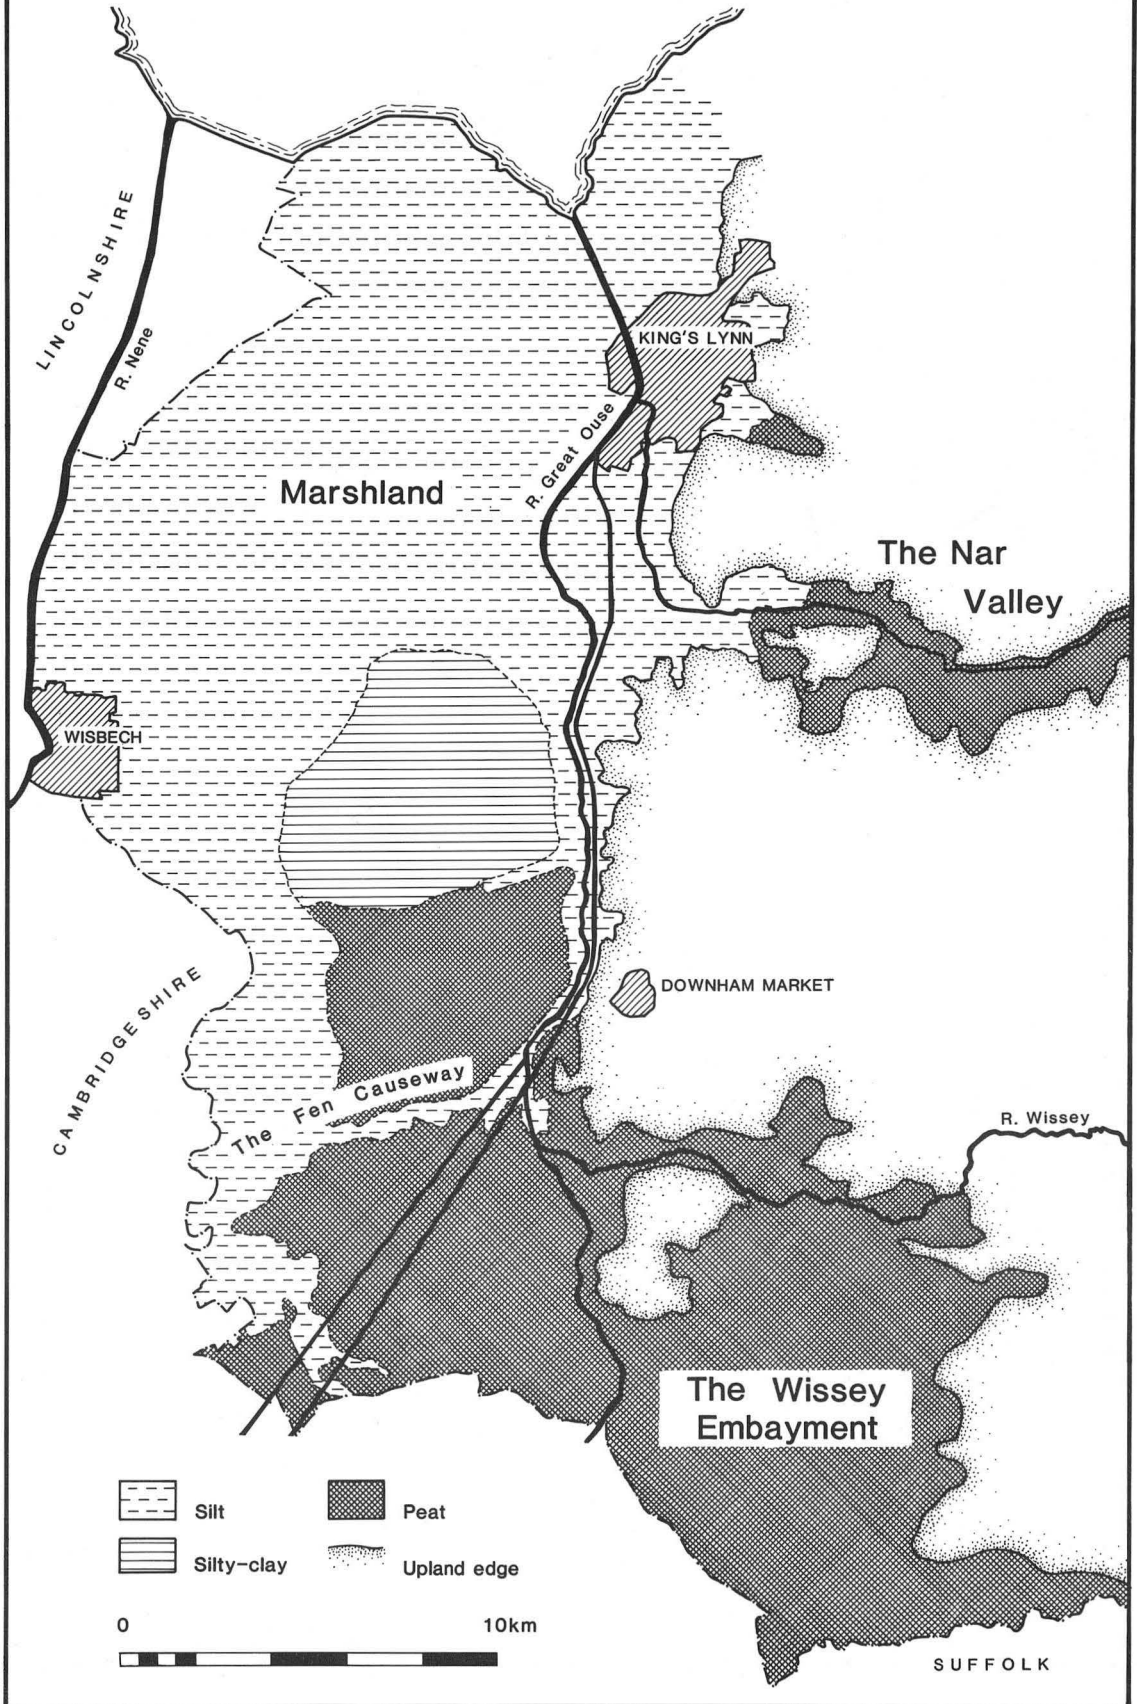 LINCOLNSHIRE
R. Nene
KING'S LYNN
R. Great Ouse
Marshland
The Nar
Valley
WISBECH
DOWNHAM MARKET
CAMBRIDGESHIRE
The Fen Causeway
R. Wissey
The Wissey
Embayment
Silt
Peat
Silty-clay
Upland edge
0 10km
SUFFOLK